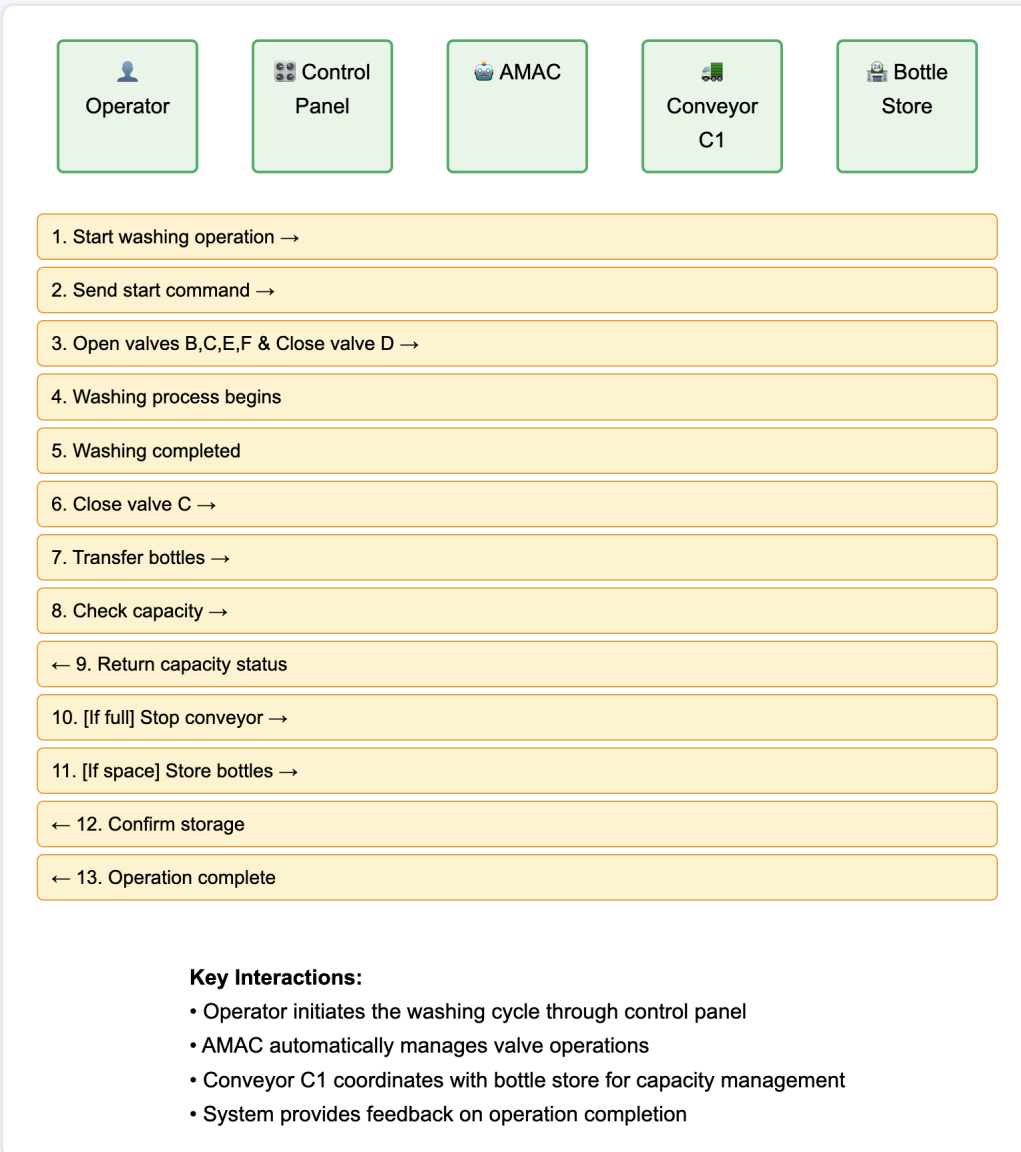 Operator
Control
Panel
AMAC
Conveyor
C1
Bottle
Store
1. Start washing operation →
2. Send start command →
3. Open valves B,C,E,F & Close valve D →
4. Washing process begins
5. Washing completed
6. Close valve C →
7. Transfer bottles →
8. Check capacity →
← 9. Return capacity status
10. [If full] Stop conveyor →
11. [If space] Store bottles →
← 12. Confirm storage
← 13. Operation complete
Key Interactions:
• Operator initiates the washing cycle through control panel
• AMAC automatically manages valve operations
• Conveyor C1 coordinates with bottle store for capacity management
• System provides feedback on operation completion